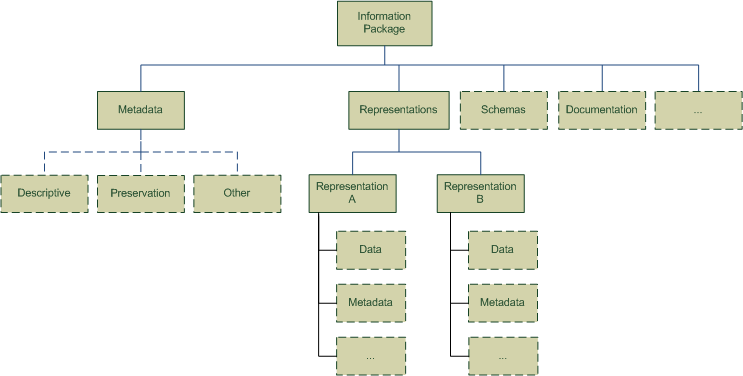 Information
Package
Metadata
Representations
Schemas
Documentation
...
Descriptive
Preservation
Other
Representation
A
Representation
B
Data
Data
Metadata
Metadata
...
...